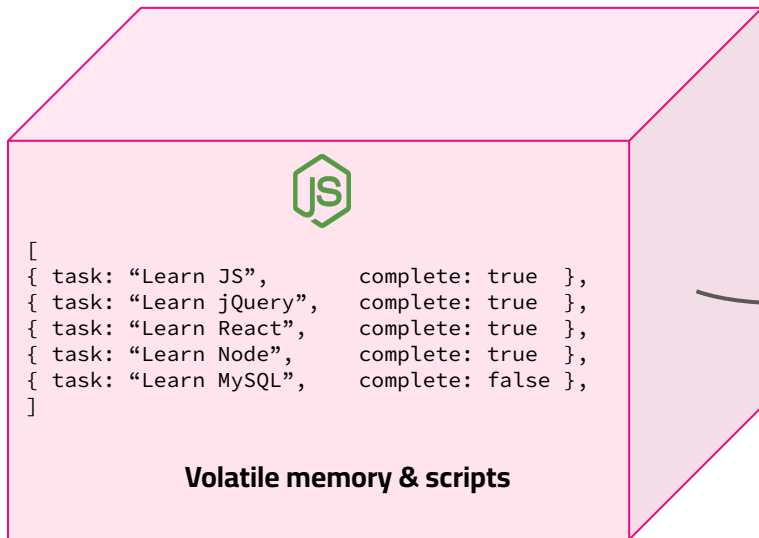 JS
[
{ task: “Learn JS”,     complete: true  },
{ task: “Learn jQuery”, complete: true  },
{ task: “Learn React”,  complete: true  },
{ task: “Learn Node”,   complete: true  },
{ task: “Learn MySQL”,  complete: false },
]
Volatile memory & scripts